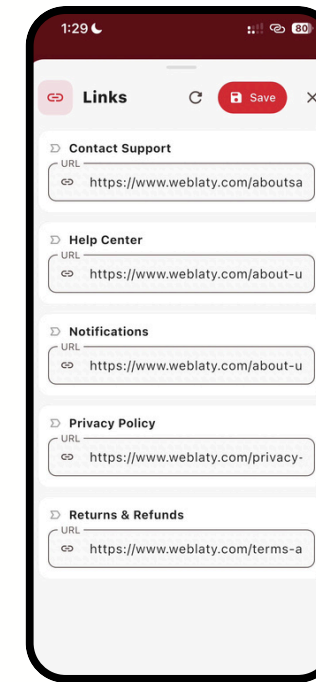 1:29
80
Links
Save
Contact Support
URL
https://www.weblaty.com/aboutsa
Help Center
URL
https://www.weblaty.com/about-u
Notifications
URL
https://www.weblaty.com/about-u
Privacy Policy
URL
https://www.weblaty.com/privacy-
Returns & Refunds
URL
https://www.weblaty.com/terms-a